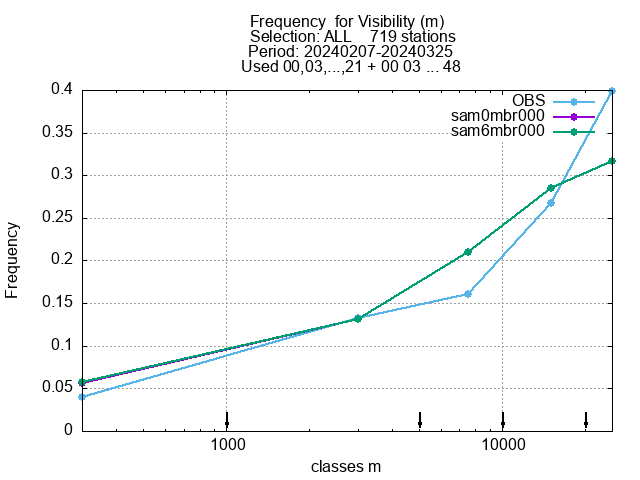 Frequency  for Visibility (m)
Selection: ALL    719 stations
Period: 20240207-20240325
Used 00,03,...,21 + 00 03 ... 48
OBS
sam0mbr000
sam6mbr000
0.4
0.35
0.3
0.25
0.2
0.15
0.1
0.05
0
Frequency
1000
10000
classes m